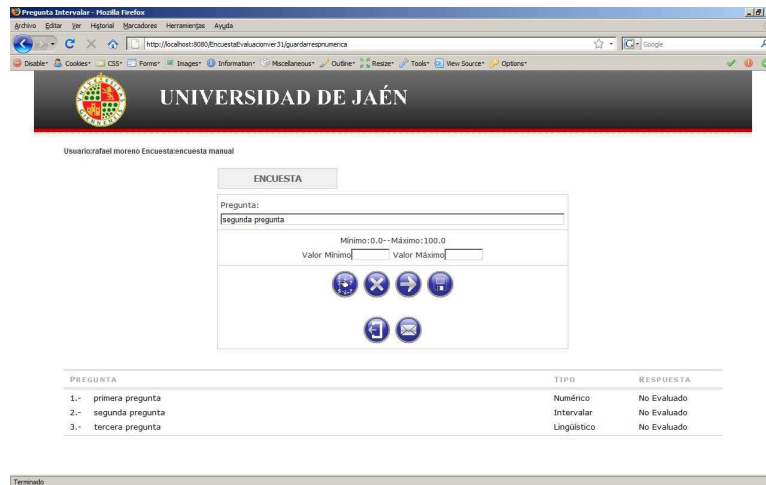 Pregunta Intervalar - Mozilla Firefox
Archivo Editar Ver Historial Marcadores Herramientas Ayuda
http://localhost:8080/EncuestaEvaluacionver31/guardarrespnumerica
Google
Disable Cookies CSS Forms Images Information Miscellaneous Outline Resize Tools View Source Options
UNIVERSIDAD DE JAÉN
Usuario:rafael moreno Encuesta:encuesta manual
ENCUESTA
Pregunta:
segunda pregunta
Mínimo:0.0--Máximo:100.0
Valor Mínimo Valor Máximo
PREGUNTA TIPO RESPUESTA
1.- primera pregunta Numérico No Evaluado
2.- segunda pregunta Intervalar No Evaluado
3.- tercera pregunta Lingüístico No Evaluado
Terminado